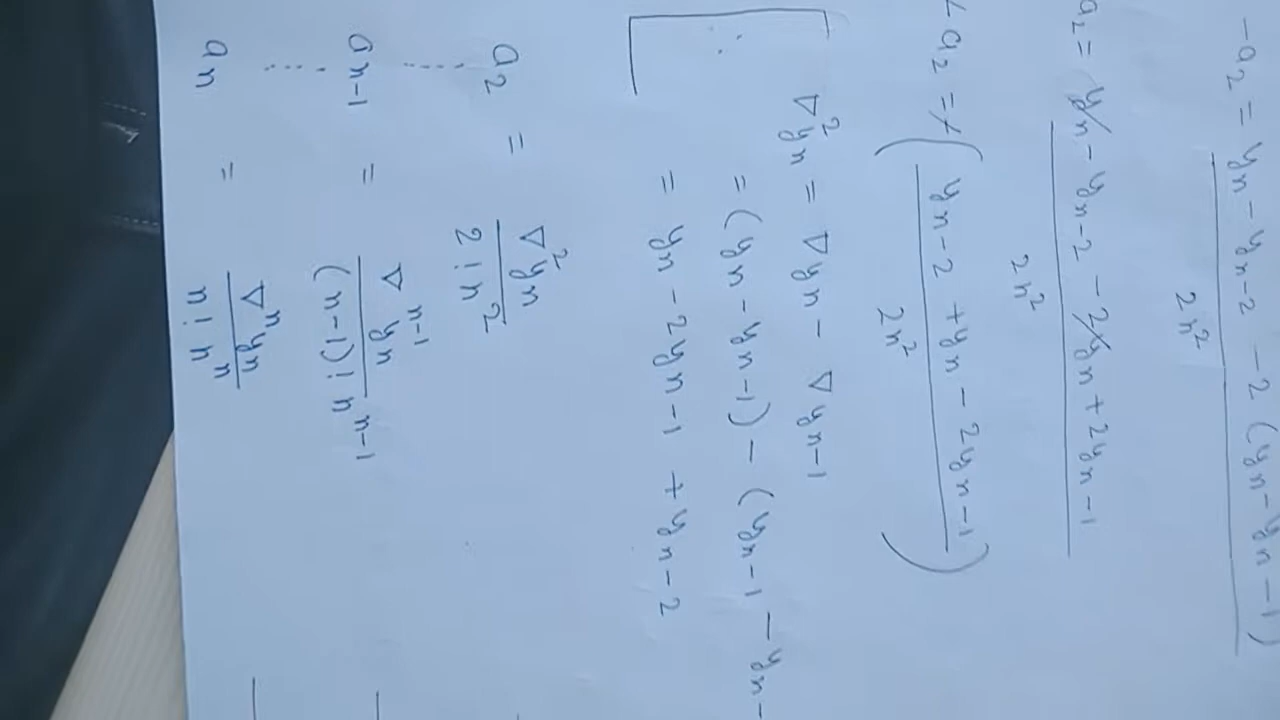 -a₂ = yn - yn-2 - 2(yn - yn-1) / 2h²
a₂ = yn - yn-2 - 2yn + 2yn-1 / 2h²
a₂ = ( yn-2 + yn - 2yn-1 / 2h² )
∵ ∇²yn = ∇yn - ∇yn-1
= (yn - yn-1) - (yn-1 - yn-
= yn - 2yn-1 + yn-2
a₂ = ∇²yn / 2!h²
......
an-1 = ∇ⁿ⁻¹yn / (n-1)!hⁿ⁻¹
......
an = ∇ⁿyn / n!hⁿ